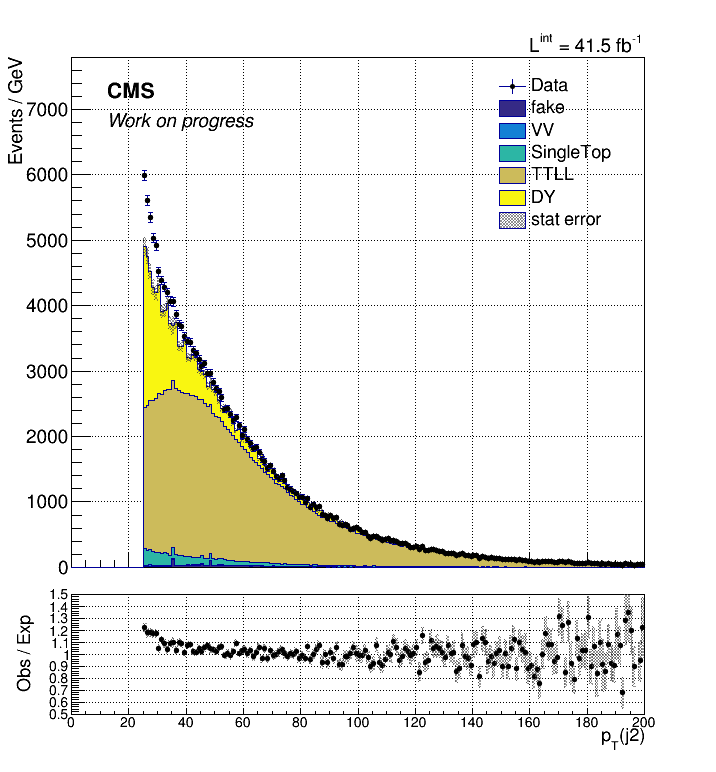 L^int = 41.5 fb^-1
Events / GeV
CMS
Work on progress
Data
fake
VV
SingleTop
TTLL
DY
stat error
7000
6000
5000
4000
3000
2000
1000
0
Obs / Exp
1.5
1.4
1.3
1.2
1.1
1
0.9
0.8
0.7
0.6
0.5
0 20 40 60 80 100 120 140 160 180 200
p_T(j2)